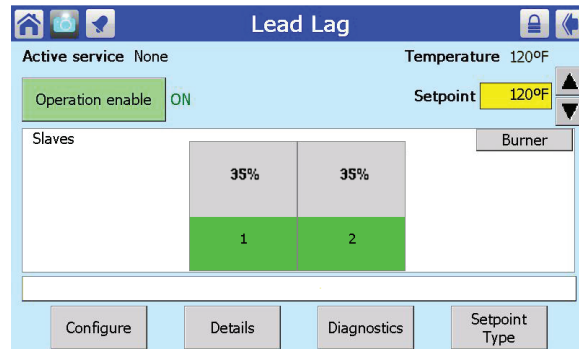 Lead Lag
Active service None
Temperature 120ºF
Operation enable ON
Setpoint 120ºF
Slaves
Burner
35% 35%
1 2
Configure Details Diagnostics Setpoint Type